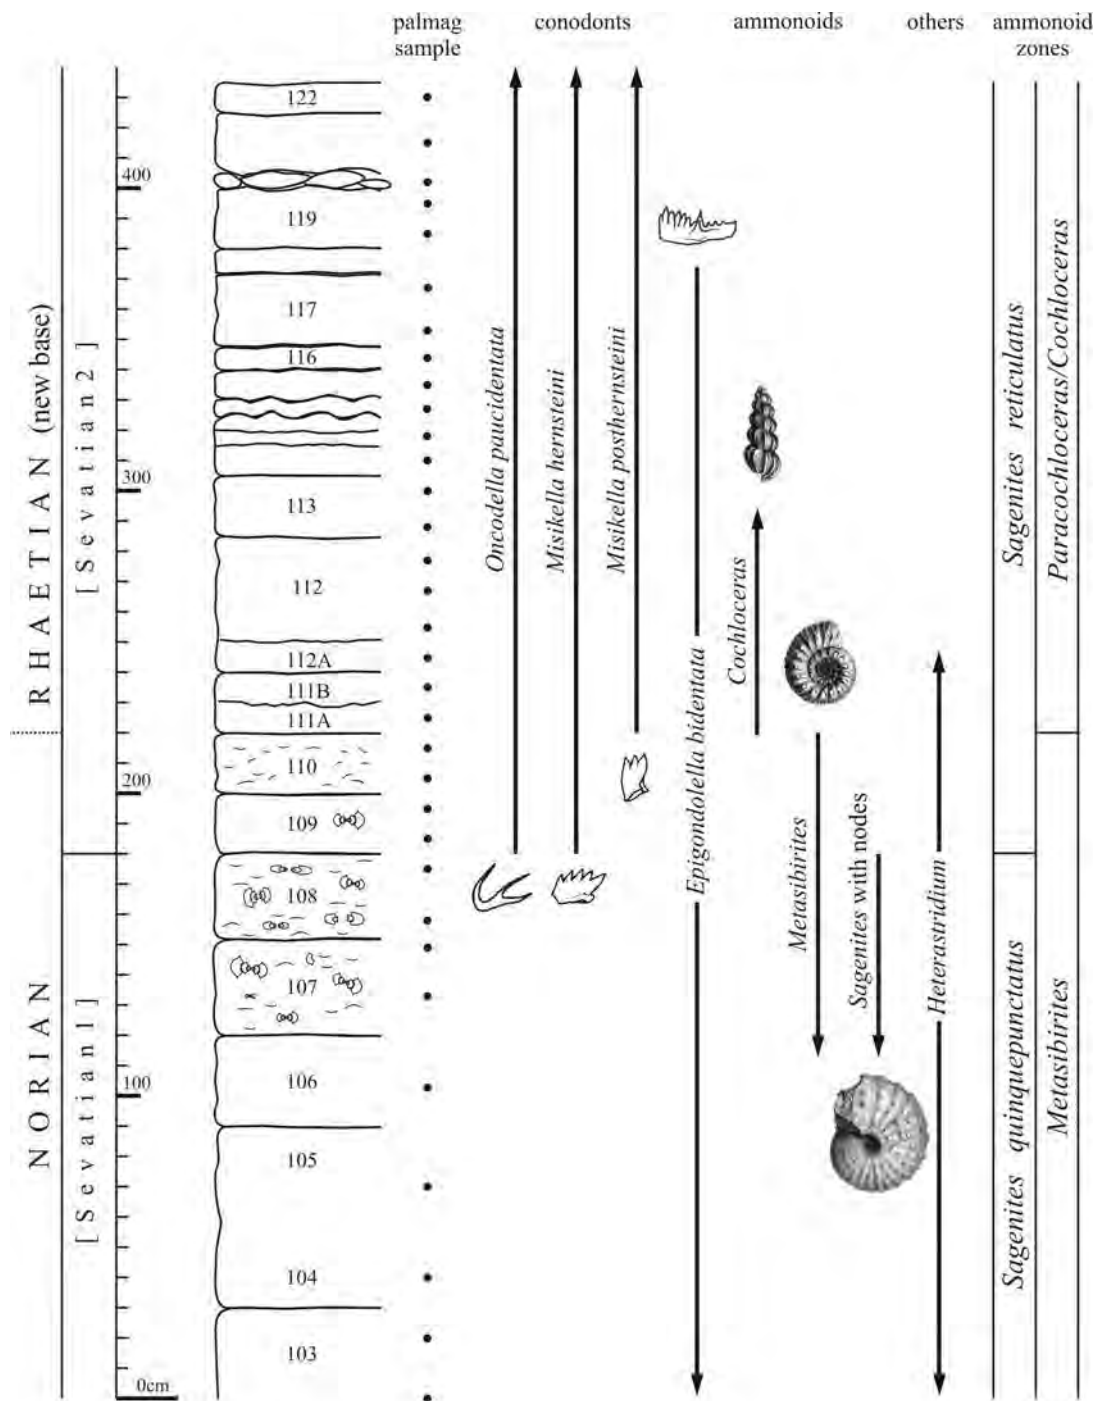 palmag
sample
conodonts
ammonoids
others
ammonoid
zones
RHAETIAN (new base)
NORIAN
[Sevatian 2]
[Sevatian 1]
400
300
200
100
0cm
122
119
117
116
113
112
112A
111B
111A
110
109
108
107
106
105
104
103
Oncodella paucidentata
Misikella hernsteini
Misikella posthernsteini
Epigondolella bidentata
Cochloceras
Metasibirites
Sagenites with nodes
Heterastridium
Sagenites reticulatus
Sagenites quinquepunctatus
Paracochloceras/Cochloceras
Metasibirites